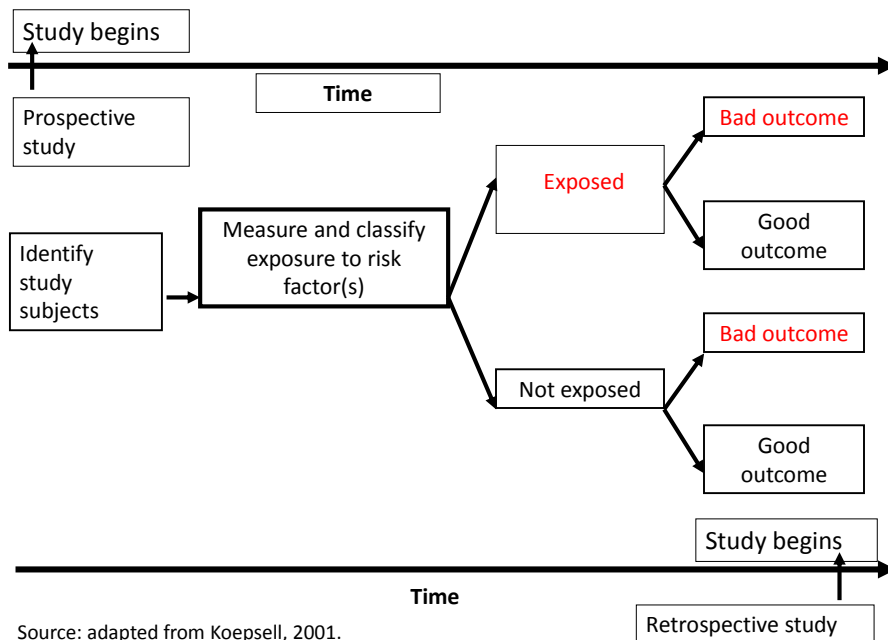 Study begins
Time
Prospective
study
Bad outcome
Exposed
Measure and classify
exposure to risk
factor(s)
Good
outcome
Identify
study
subjects
Bad outcome
Not exposed
Good
outcome
Study begins
Time
Retrospective study
Source: adapted from Koepsell, 2001.